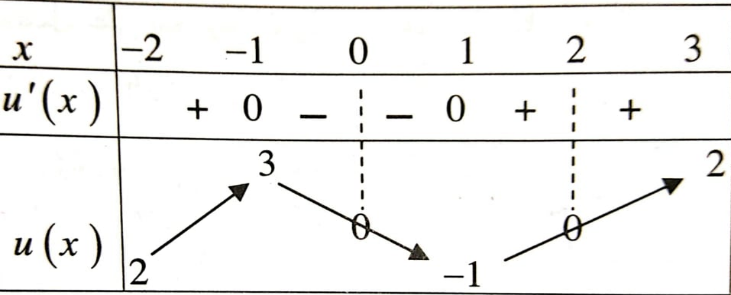 x −2 −1 0 1 2 3
u'(x) + 0 − − 0 + +
3 2
0 0
u(x) 2 −1